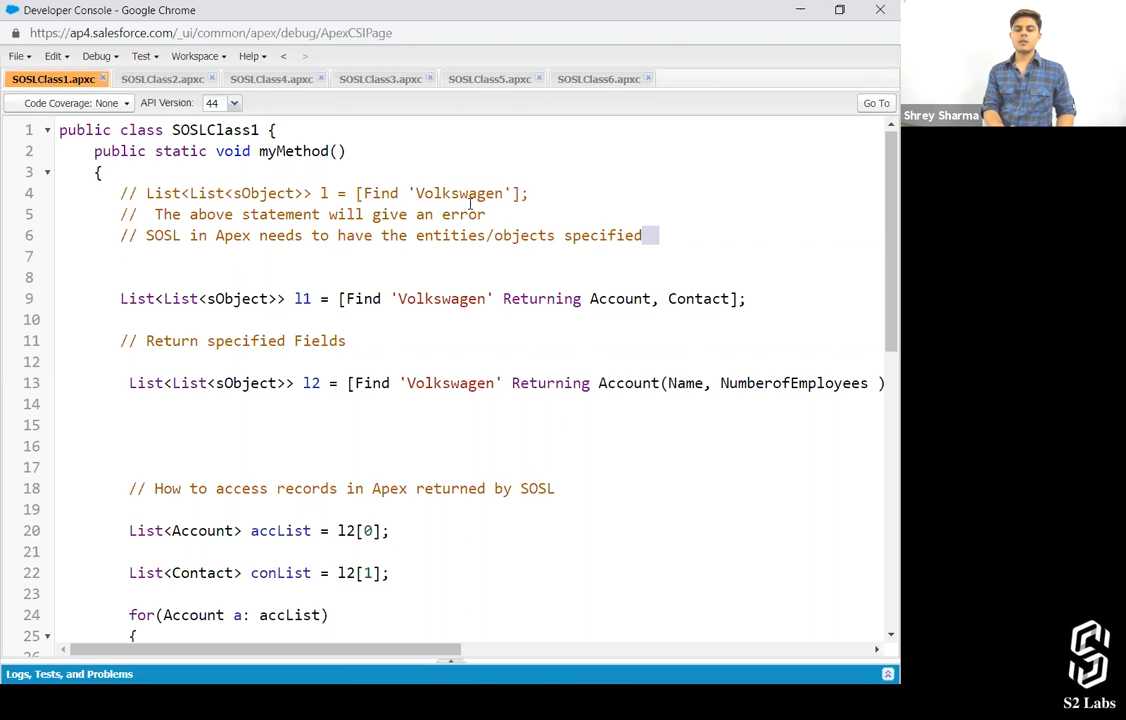 Developer Console - Google Chrome
https://ap4.salesforce.com/_ui/common/apex/debug/ApexCSIPage
File Edit Debug Test Workspace Help < >
SOSLClass1.apxc SOSLClass2.apxc SOSLClass4.apxc SOSLClass3.apxc SOSLClass5.apxc SOSLClass6.apxc
Code Coverage: None API Version: 44 Go To
1 public class SOSLClass1 {
2 public static void myMethod()
3 {
4 // List<List<sObject>> l = [Find 'Volkswagen'];
5 // The above statement will give an error
6 // SOSL in Apex needs to have the entities/objects specified
7
8
9 List<List<sObject>> l1 = [Find 'Volkswagen' Returning Account, Contact];
10
11 // Return specified Fields
12
13 List<List<sObject>> l2 = [Find 'Volkswagen' Returning Account(Name, NumberofEmployees )
14
15
16
17
18 // How to access records in Apex returned by SOSL
19
20 List<Account> accList = l2[0];
21
22 List<Contact> conList = l2[1];
23
24 for(Account a: accList)
25 {
26
Logs, Tests, and Problems
Shrey Sharma
S2 Labs